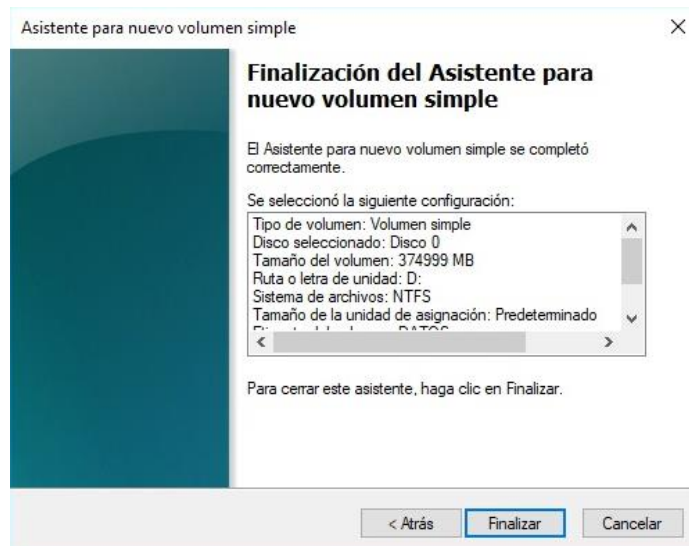 Asistente para nuevo volumen simple
Finalización del Asistente para
nuevo volumen simple
El Asistente para nuevo volumen simple se completó
correctamente.
Se seleccionó la siguiente configuración:
Tipo de volumen: Volumen simple
Disco seleccionado: Disco 0
Tamaño del volumen: 374999 MB
Ruta o letra de unidad: D:
Sistema de archivos: NTFS
Tamaño de la unidad de asignación: Predeterminado
Para cerrar este asistente, haga clic en Finalizar.
< Atrás
Finalizar
Cancelar